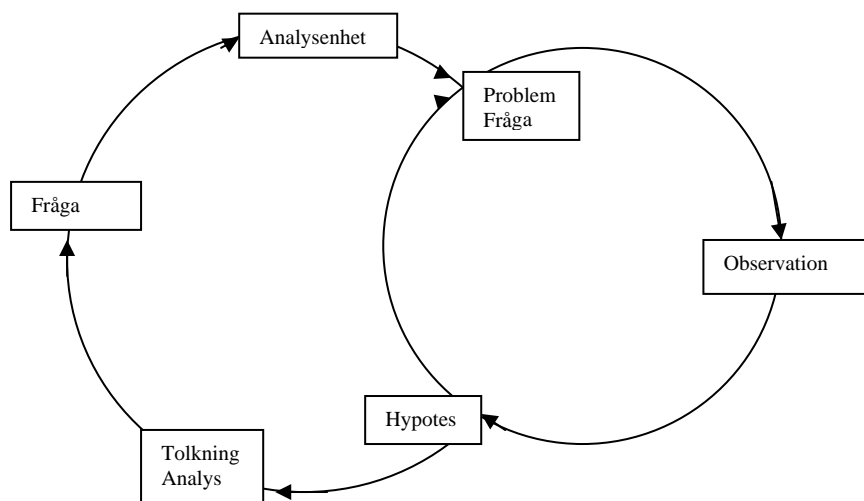 Analysenhet
Problem
Fråga
Fråga
Observation
Hypotes
Tolkning
Analys